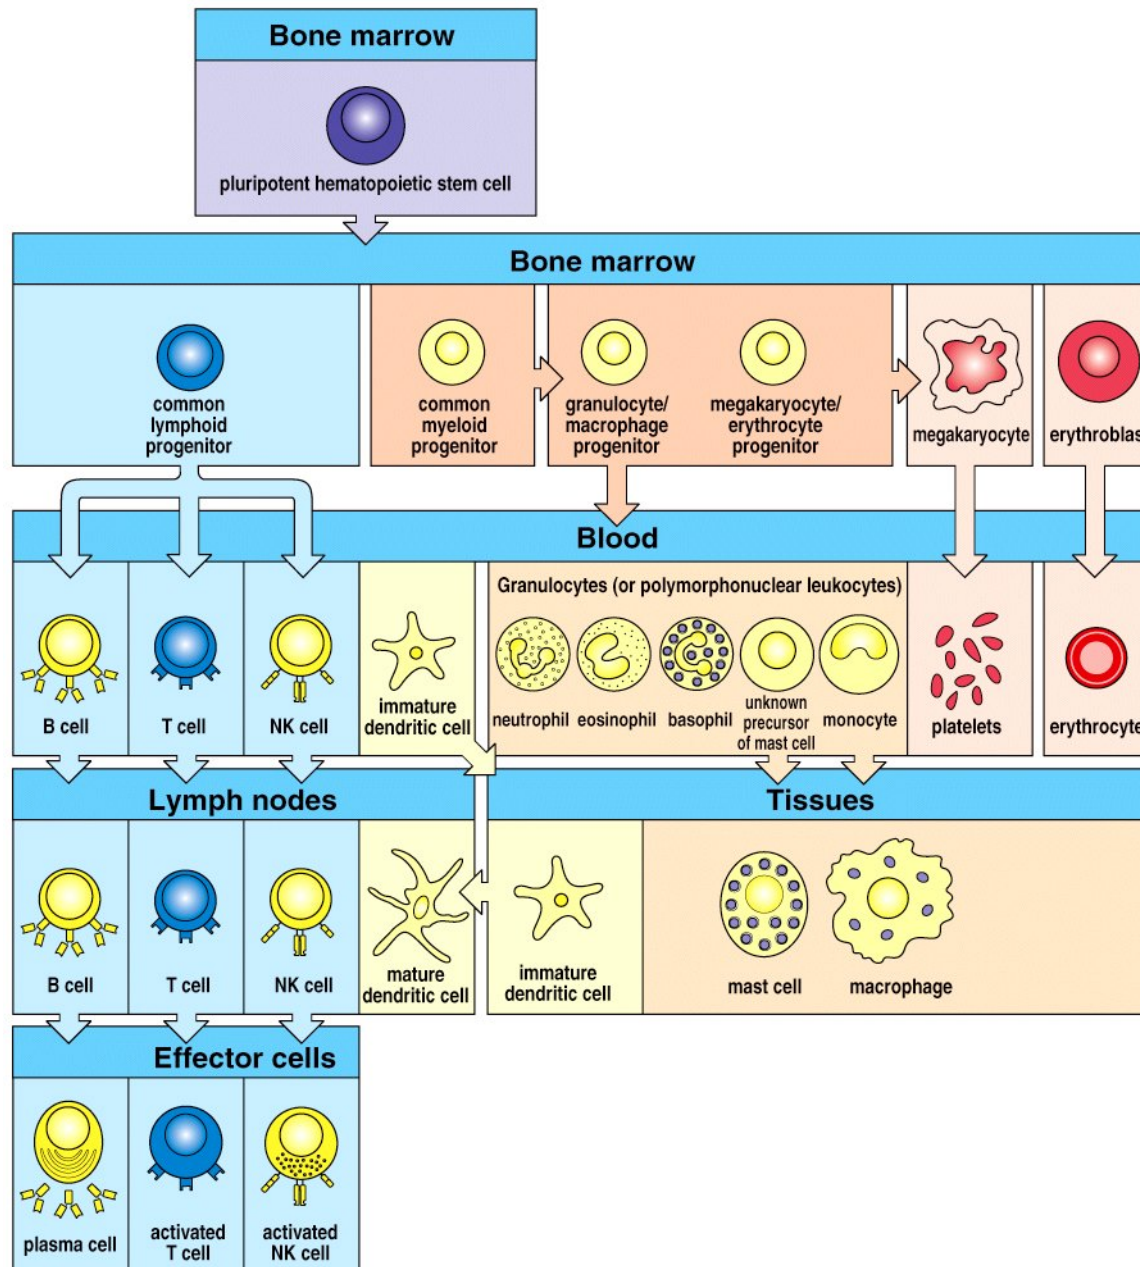 Bone marrow
pluripotent hematopoietic stem cell
Bone marrow
common
lymphoid
progenitor
common
myeloid
progenitor
granulocyte/
macrophage
progenitor
megakaryocyte/
erythrocyte
progenitor
megakaryocyte
erythroblas
Blood
Granulocytes (or polymorphonuclear leukocytes)
B cell
T cell
NK cell
immature
dendritic cell
neutrophil
eosinophil
basophil
unknown
precursor
of mast cell
monocyte
platelets
erythrocyte
Lymph nodes
Tissues
B cell
T cell
NK cell
mature
dendritic cell
immature
dendritic cell
mast cell
macrophage
Effector cells
plasma cell
activated
T cell
activated
NK cell